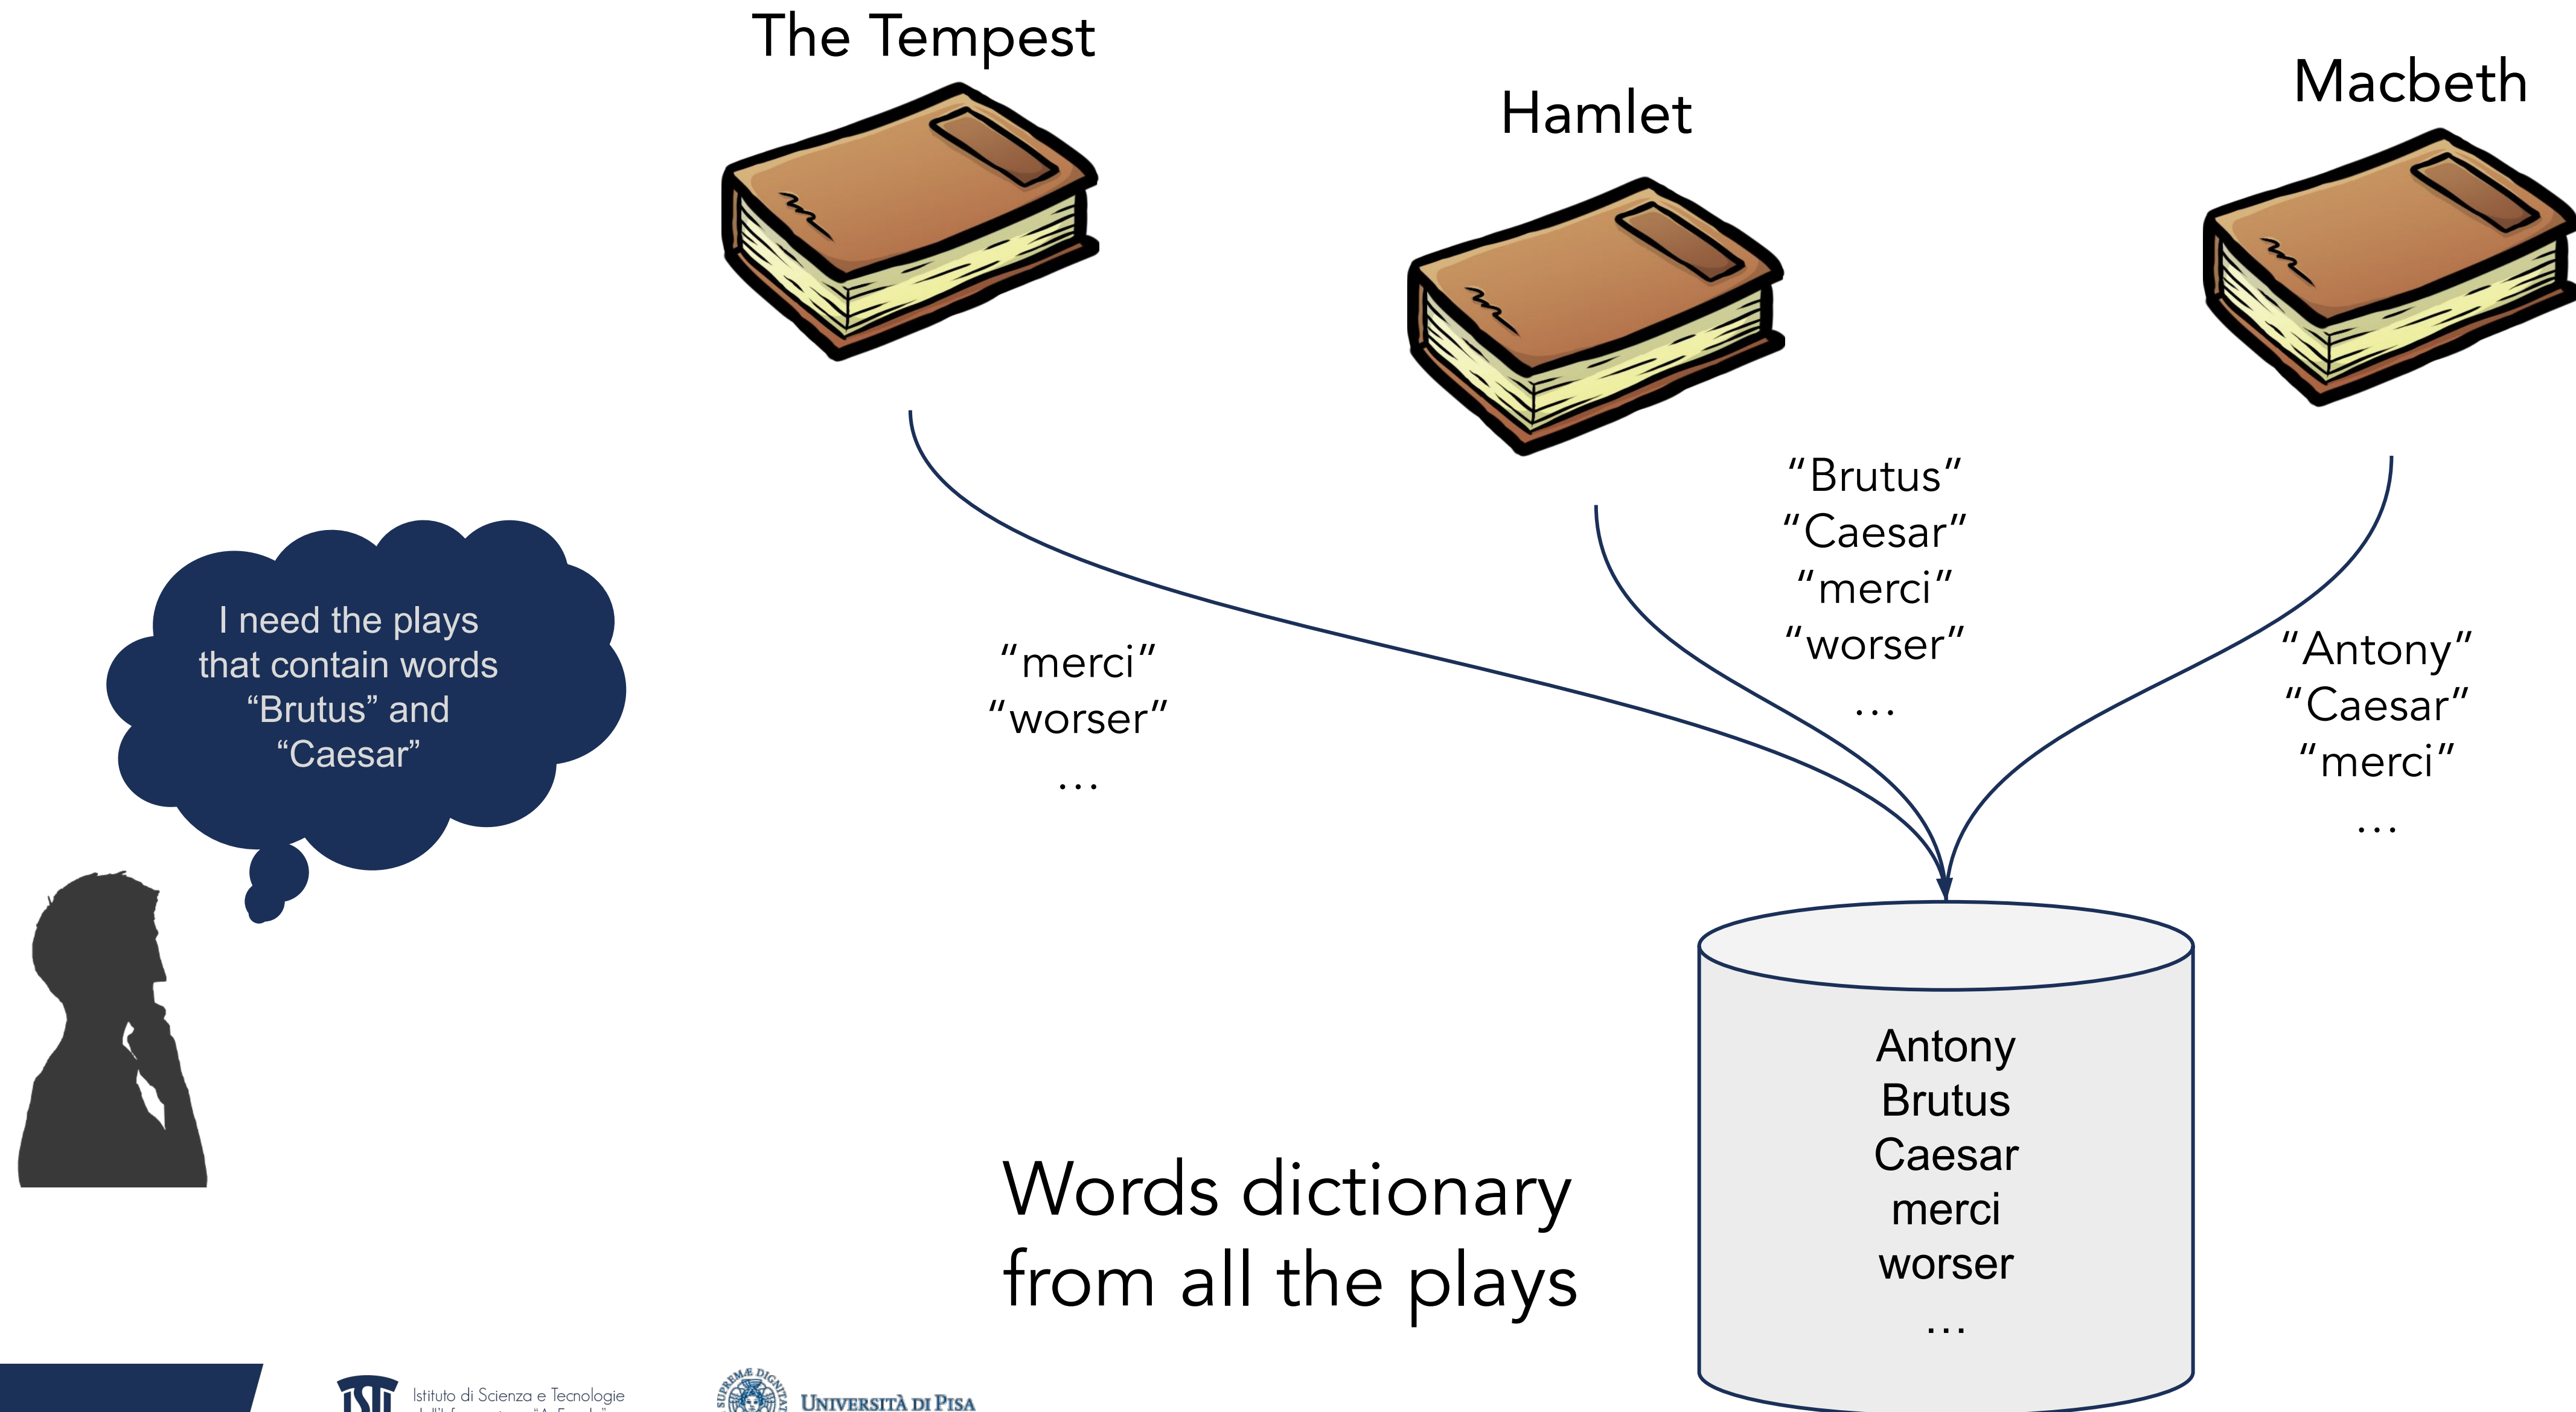 The Tempest
Hamlet
Macbeth
I need the plays
that contain words
“Brutus” and
“Caesar”
“merci”
“worser”
…
“Brutus”
“Caesar”
“merci”
“worser”
…
“Antony”
“Caesar”
“merci”
…
Words dictionary
from all the plays
Antony
Brutus
Caesar
merci
worser
…
Istituto di Scienza e Tecnologie
UNIVERSITÀ DI PISA